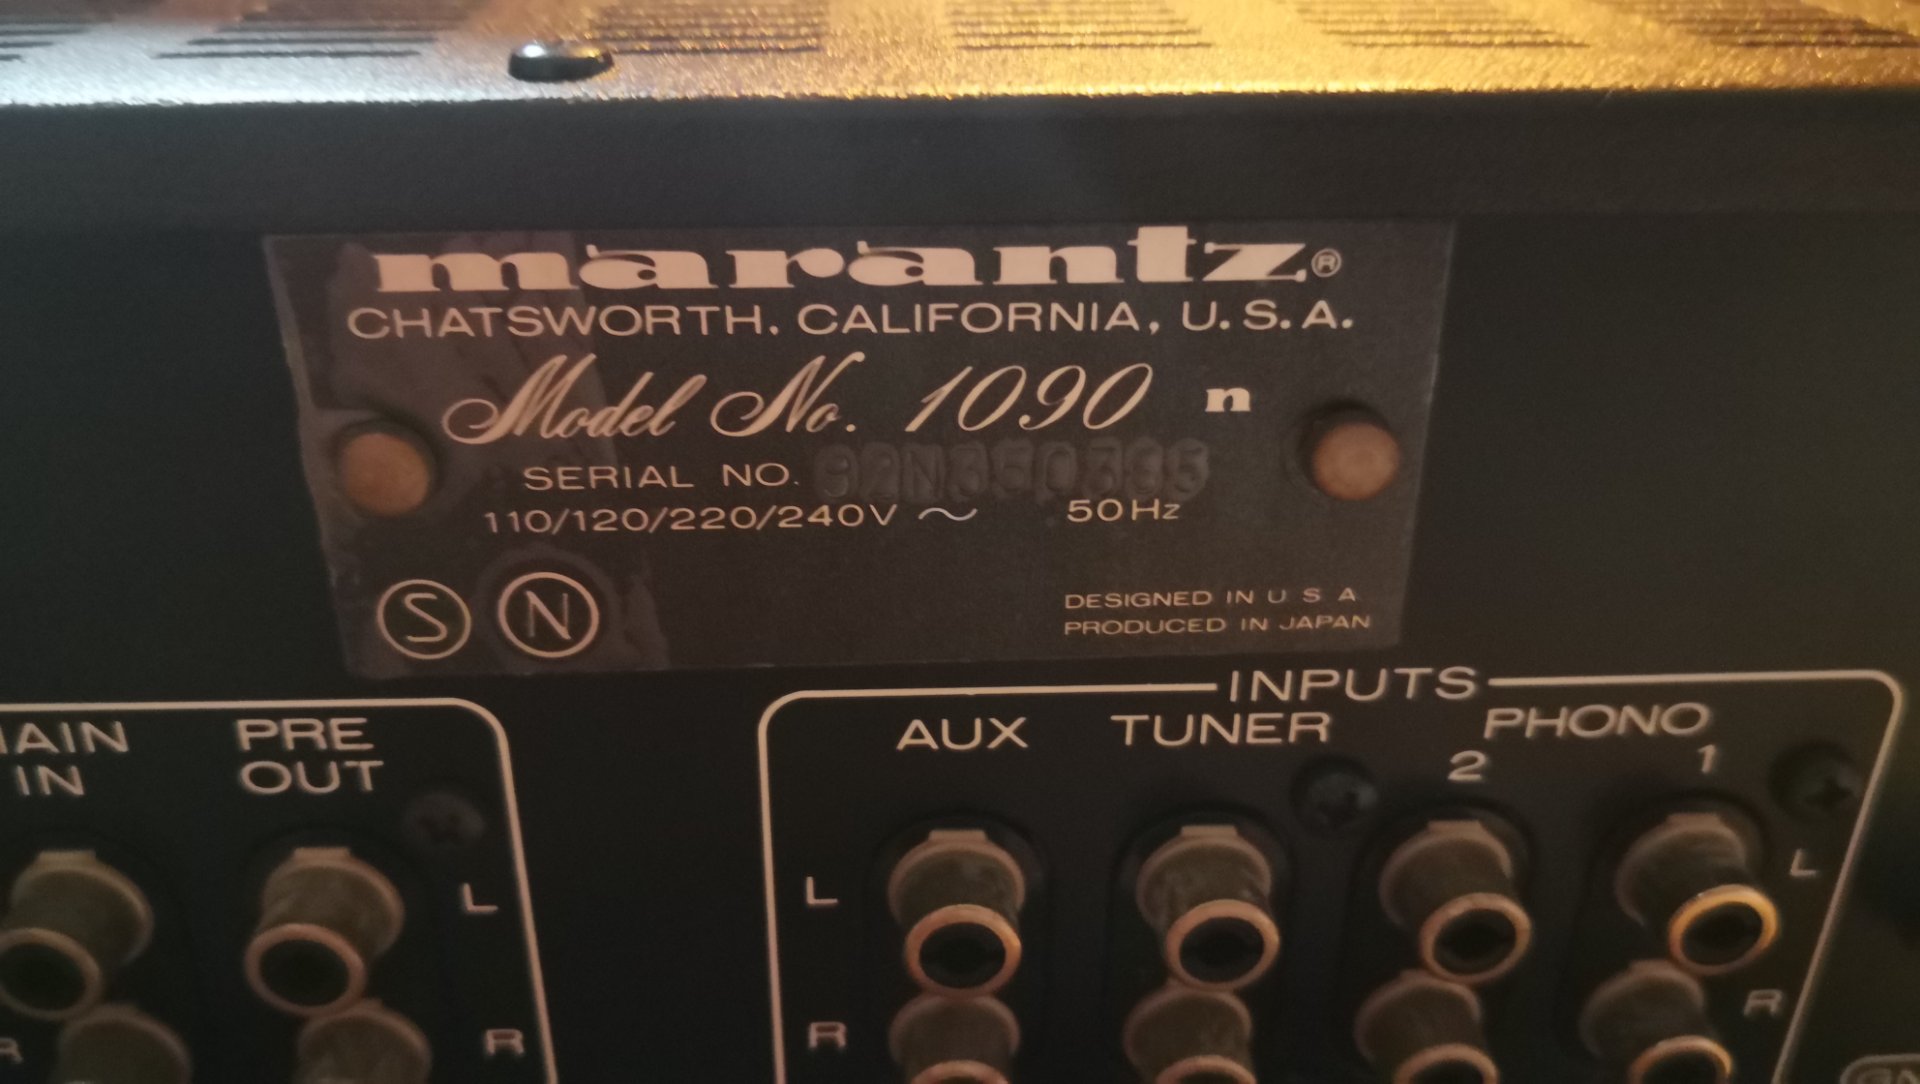 marantz®
CHATSWORTH, CALIFORNIA, U.S.A.
Model No. 1090 n
SERIAL NO.
110/120/220/240V ~ 50Hz
S N
DESIGNED IN U S A
PRODUCED IN JAPAN
INPUTS
IN
PRE
OUT
AUX
TUNER
PHONO
2
1
L
L
L
R
R
R
R